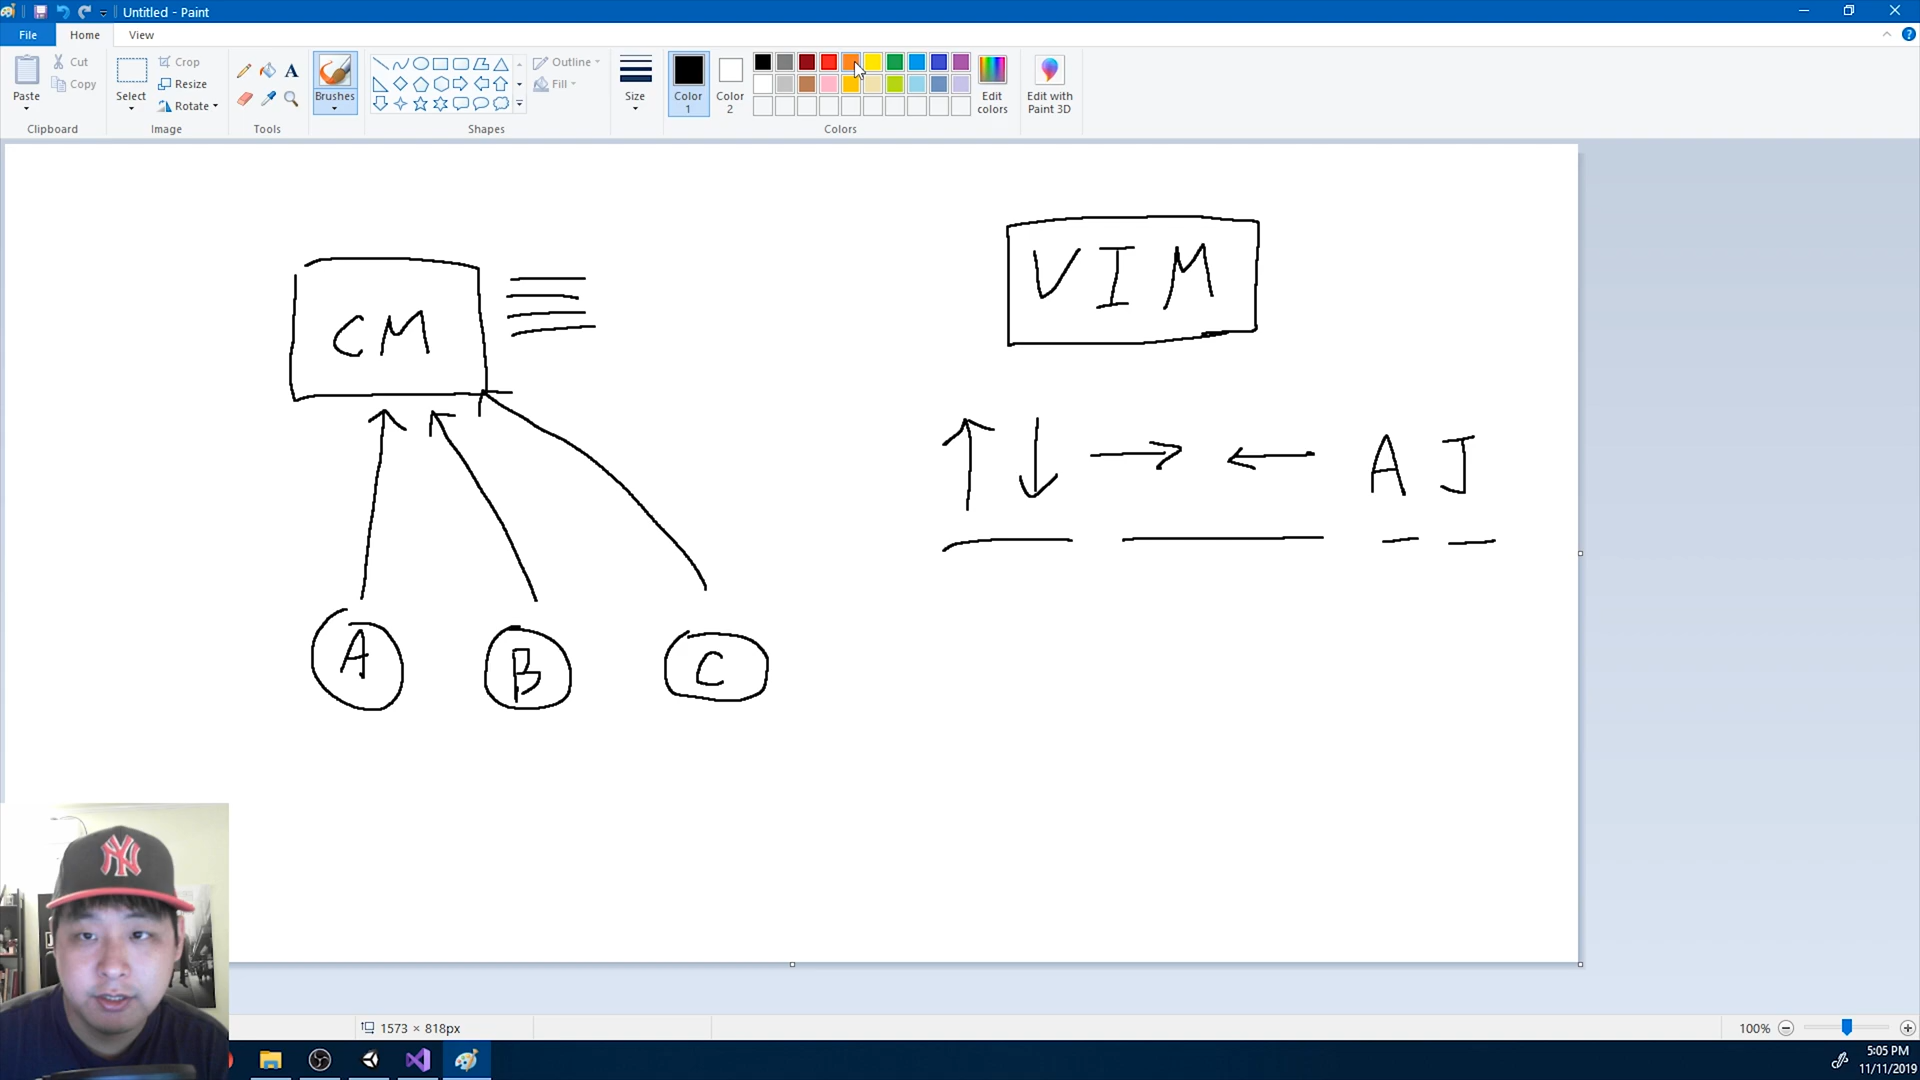 Untitled - Paint
File
Home
View
Paste
Cut
Copy
Clipboard
Select
Crop
Resize
Rotate
Image
A
Tools
Brushes
Outline
Fill
Shapes
Size
Color
1
Color
2
Edit
colors
Edit with
Paint 3D
Colors
?
CM
A
B
C
VIM
A J
NY
1573 × 818px
100%
5:05 PM
11/11/2019